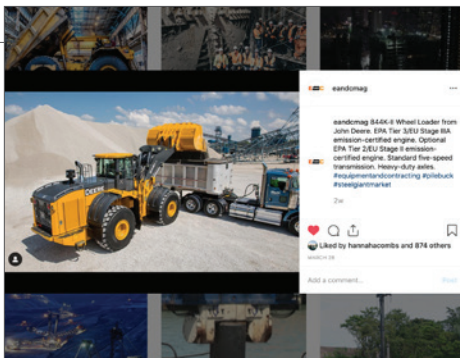 eandcmag
eandcmag 844K-II Wheel Loader from
John Deere. EPA Tier 3/EU Stage IIIA
emission-certified engine. Optional
EPA Tier 2/EU Stage II emission-
certified engine. Standard five-speed
transmission. Heavy-duty axles.
#equipmentandcontracting #pilebuck
#steelgiantmarket
2w
DEERE
Liked by hannahacombs and 874 others
MARCH 28
Add a comment...
Post